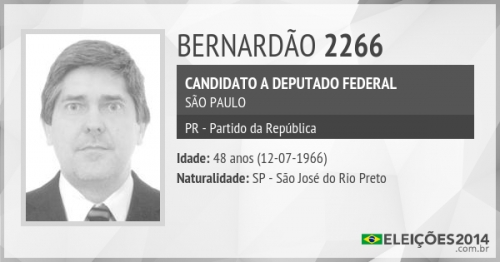 BERNARDÃO 2266
CANDIDATO A DEPUTADO FEDERAL
SÃO PAULO
PR - Partido da República
Idade: 48 anos (12-07-1966)
Naturalidade: SP - São José do Rio Preto
ELEIÇÕES2014
.com.br